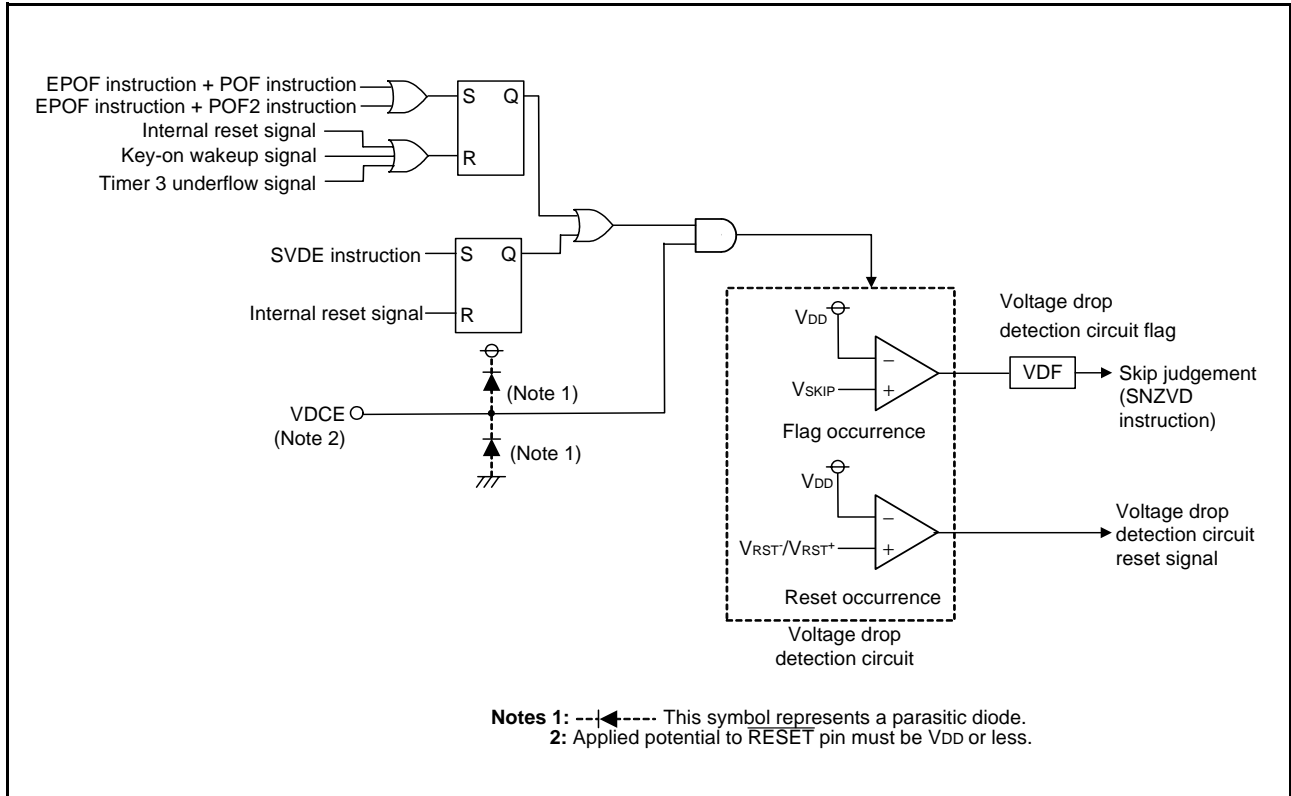 EPOF instruction + POF instruction
EPOF instruction + POF2 instruction
Internal reset signal
Key-on wakeup signal
Timer 3 underflow signal
S Q
R
SVDE instruction
S Q
Internal reset signal
R
(Note 1)
VDCE
(Note 2)
(Note 1)
VDD
−
VSKIP
+
Flag occurrence
Voltage drop
detection circuit flag
VDF
Skip judgement
(SNZVD
instruction)
VDD
−
VRST-/VRST+
+
Reset occurrence
Voltage drop
detection circuit
reset signal
Voltage drop
detection circuit
Notes 1: This symbol represents a parasitic diode.
2: Applied potential to RESET pin must be VDD or less.